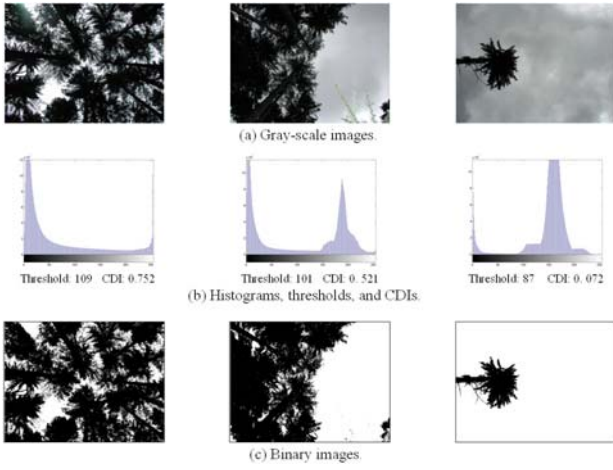 (a) Gray-scale images.
Threshold: 109 CDI: 0.752
Threshold: 101 CDI: 0. 521
Threshold: 87 CDI: 0. 072
(b) Histograms, thresholds, and CDIs.
(c) Binary images.